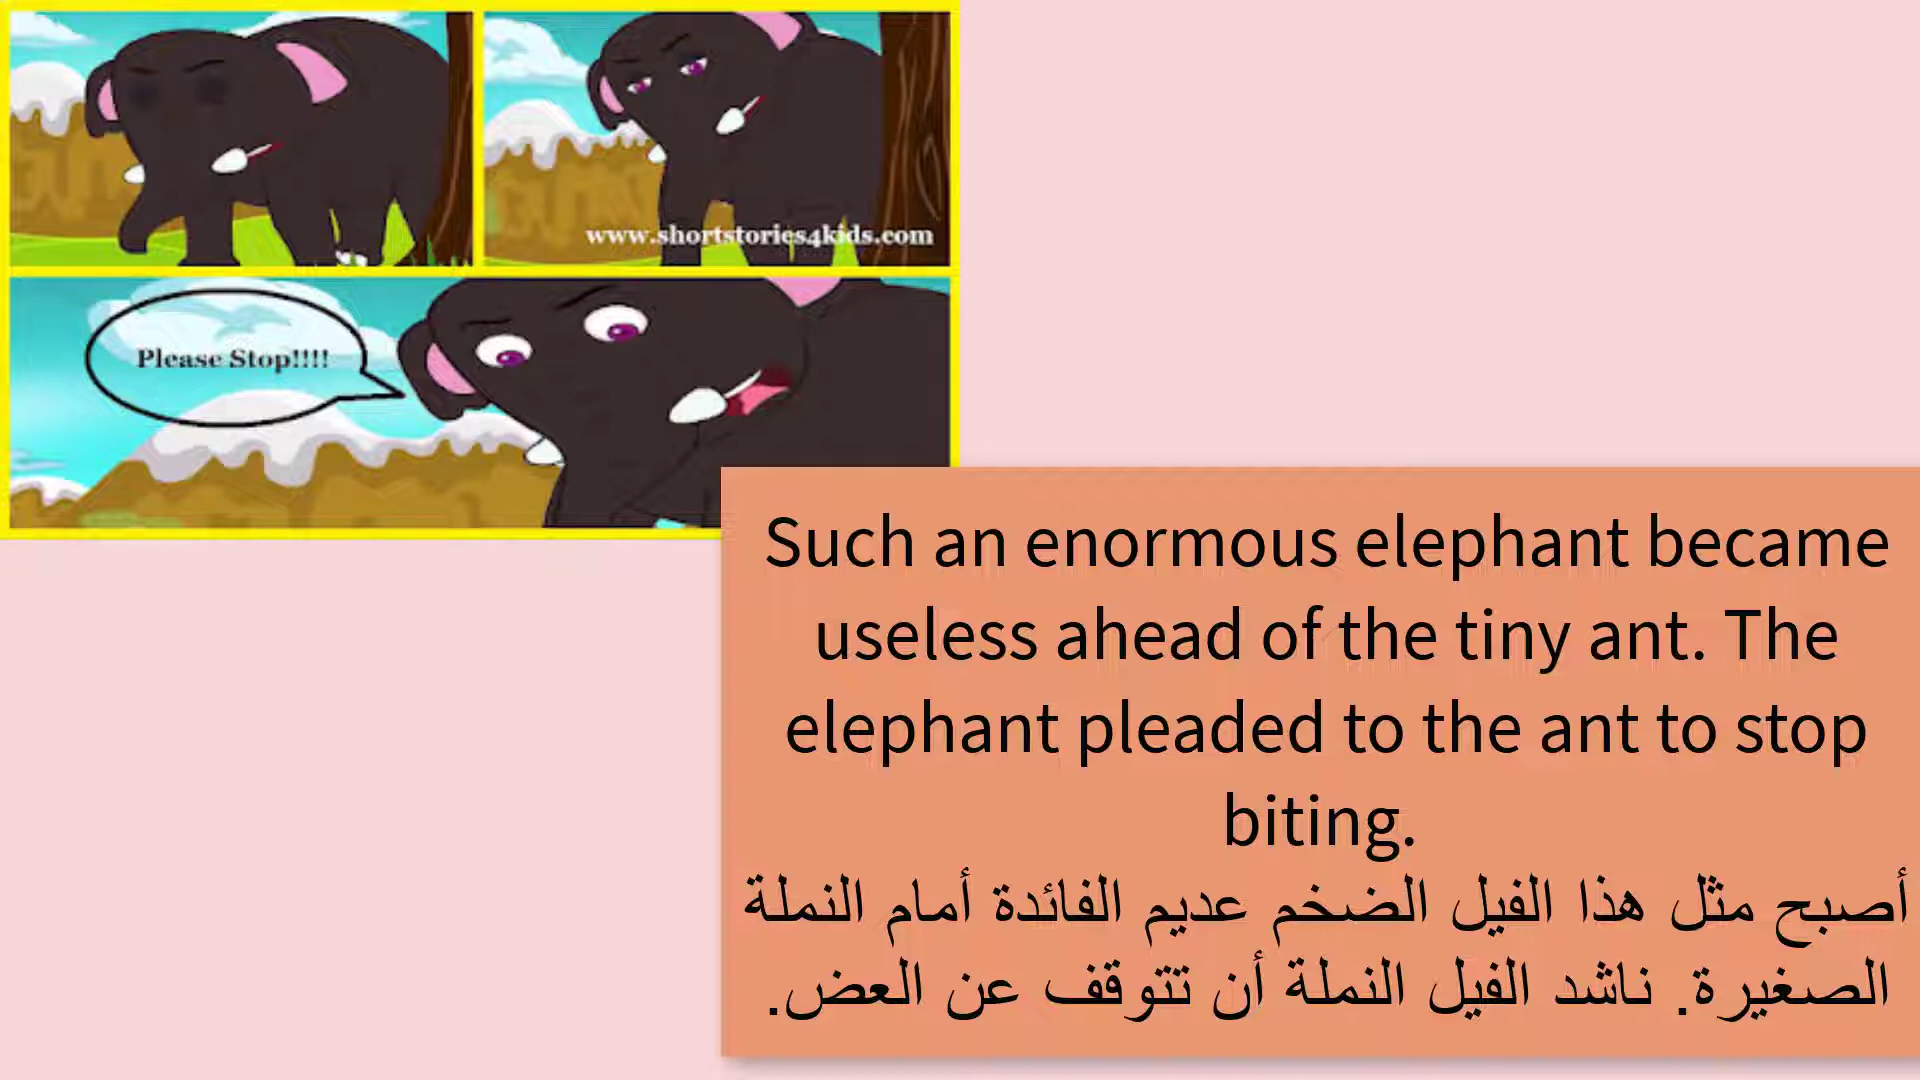 www.shortstories4kids.com
Please Stop!!!!
Such an enormous elephant became
useless ahead of the tiny ant. The
elephant pleaded to the ant to stop
biting.
أصبح مثل هذا الفيل الضخم عديم الفائدة أمام النملة
الصغيرة. ناشد الفيل النملة أن تتوقف عن العض.